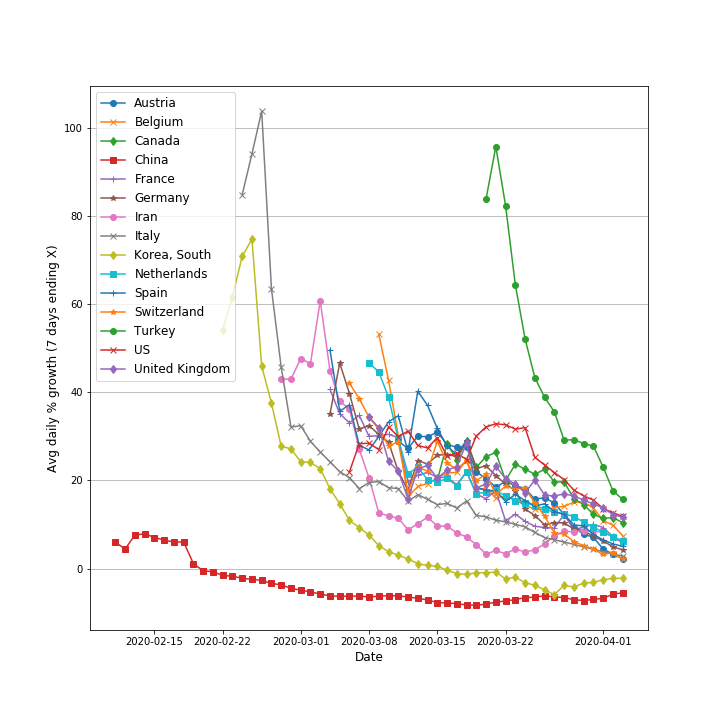 Austria
Belgium
Canada
China
France
Germany
Iran
Italy
Korea, South
Netherlands
Spain
Switzerland
Turkey
US
United Kingdom
100
80
60
40
20
0
Avg daily % growth (7 days ending X)
2020-02-15 2020-02-22 2020-03-01 2020-03-08 2020-03-15 2020-03-22 2020-04-01
Date